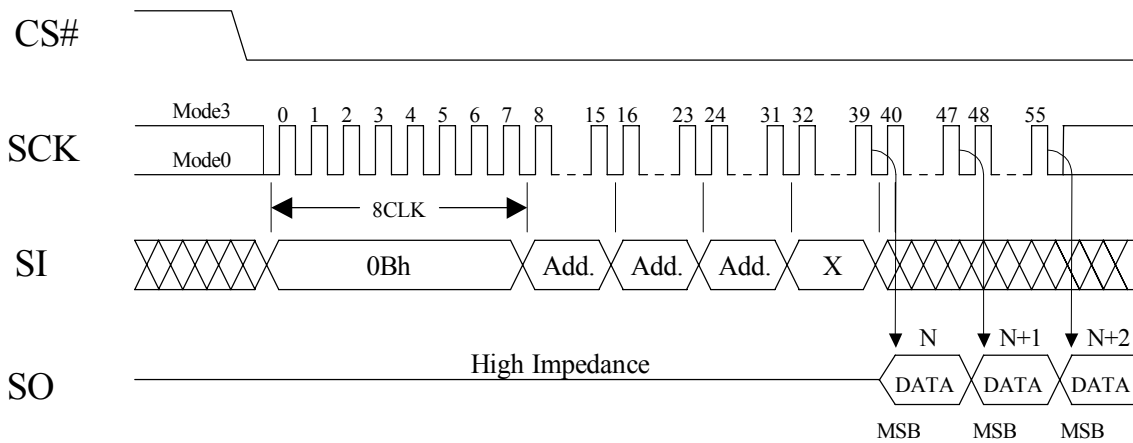 CS#
Mode3 0 1 2 3 4 5 6 7 8 15 16 23 24 31 32 39 40 47 48 55
SCK
Mode0
8CLK
SI 0Bh Add. Add. Add. X
N N+1 N+2
High Impedance
SO DATA DATA DATA
MSB MSB MSB